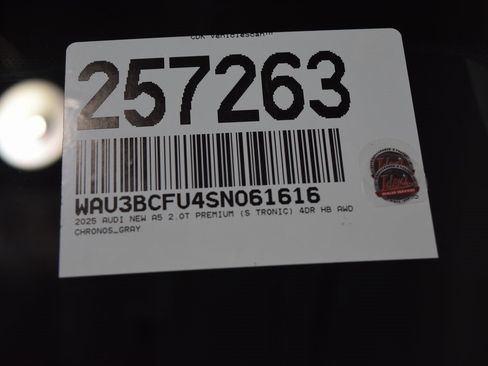 257263
WAU3BCFU4SN061616
2025 AUDI NEW A5 2.0T PREMIUM (S TRONIC) 4DR HB AWD
CHRONOS_GRAY